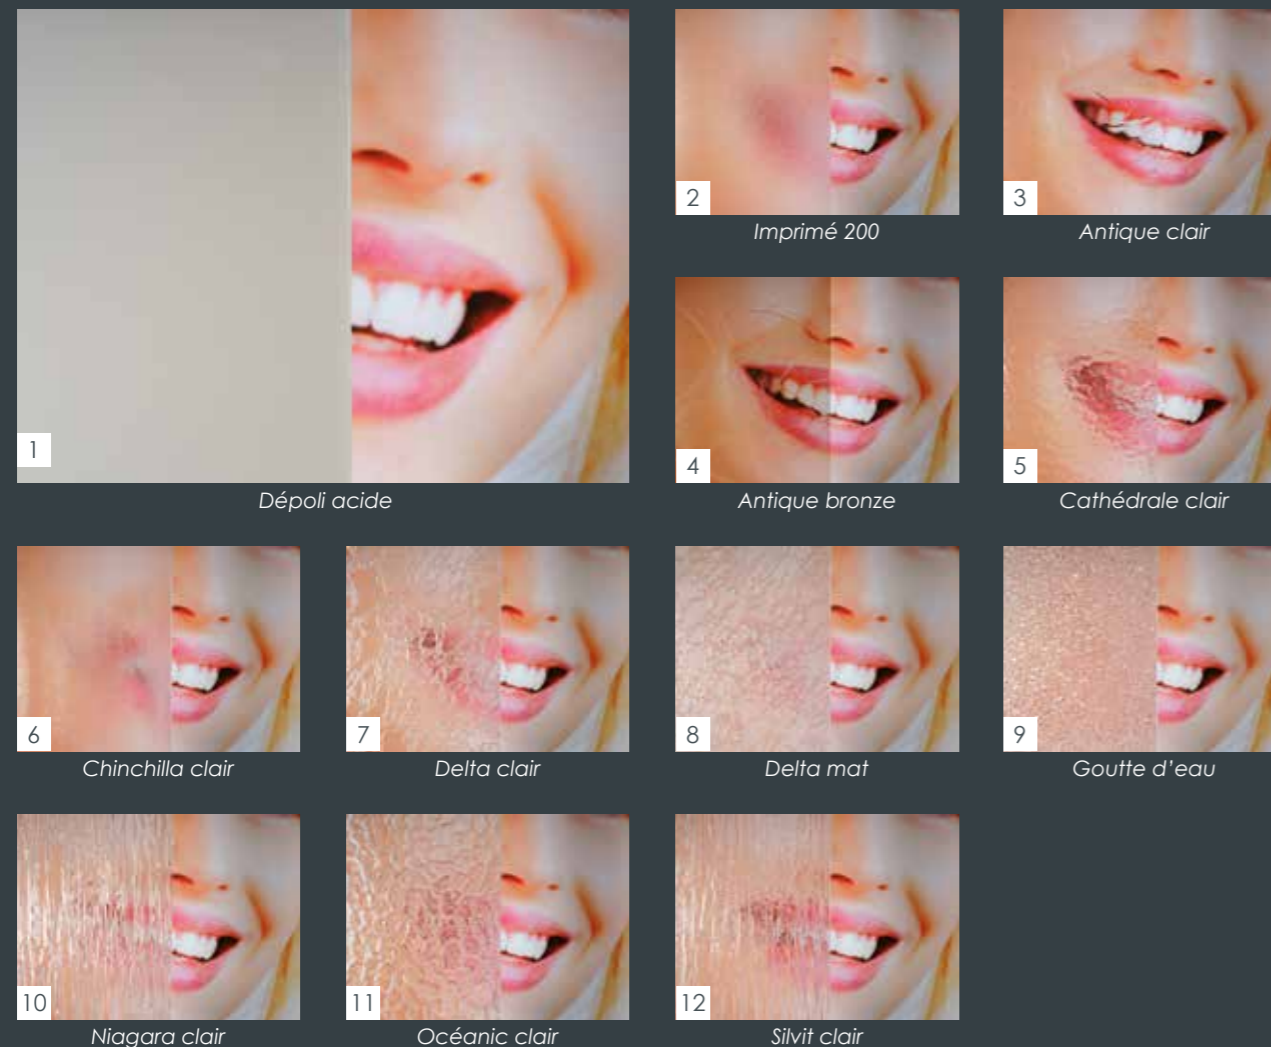 1
Dépoli acide
2
Imprimé 200
3
Antique clair
4
Antique bronze
5
Cathédrale clair
6
Chinchilla clair
7
Delta clair
8
Delta mat
9
Goutte d'eau
10
Niagara clair
11
Océanic clair
12
Silvit clair